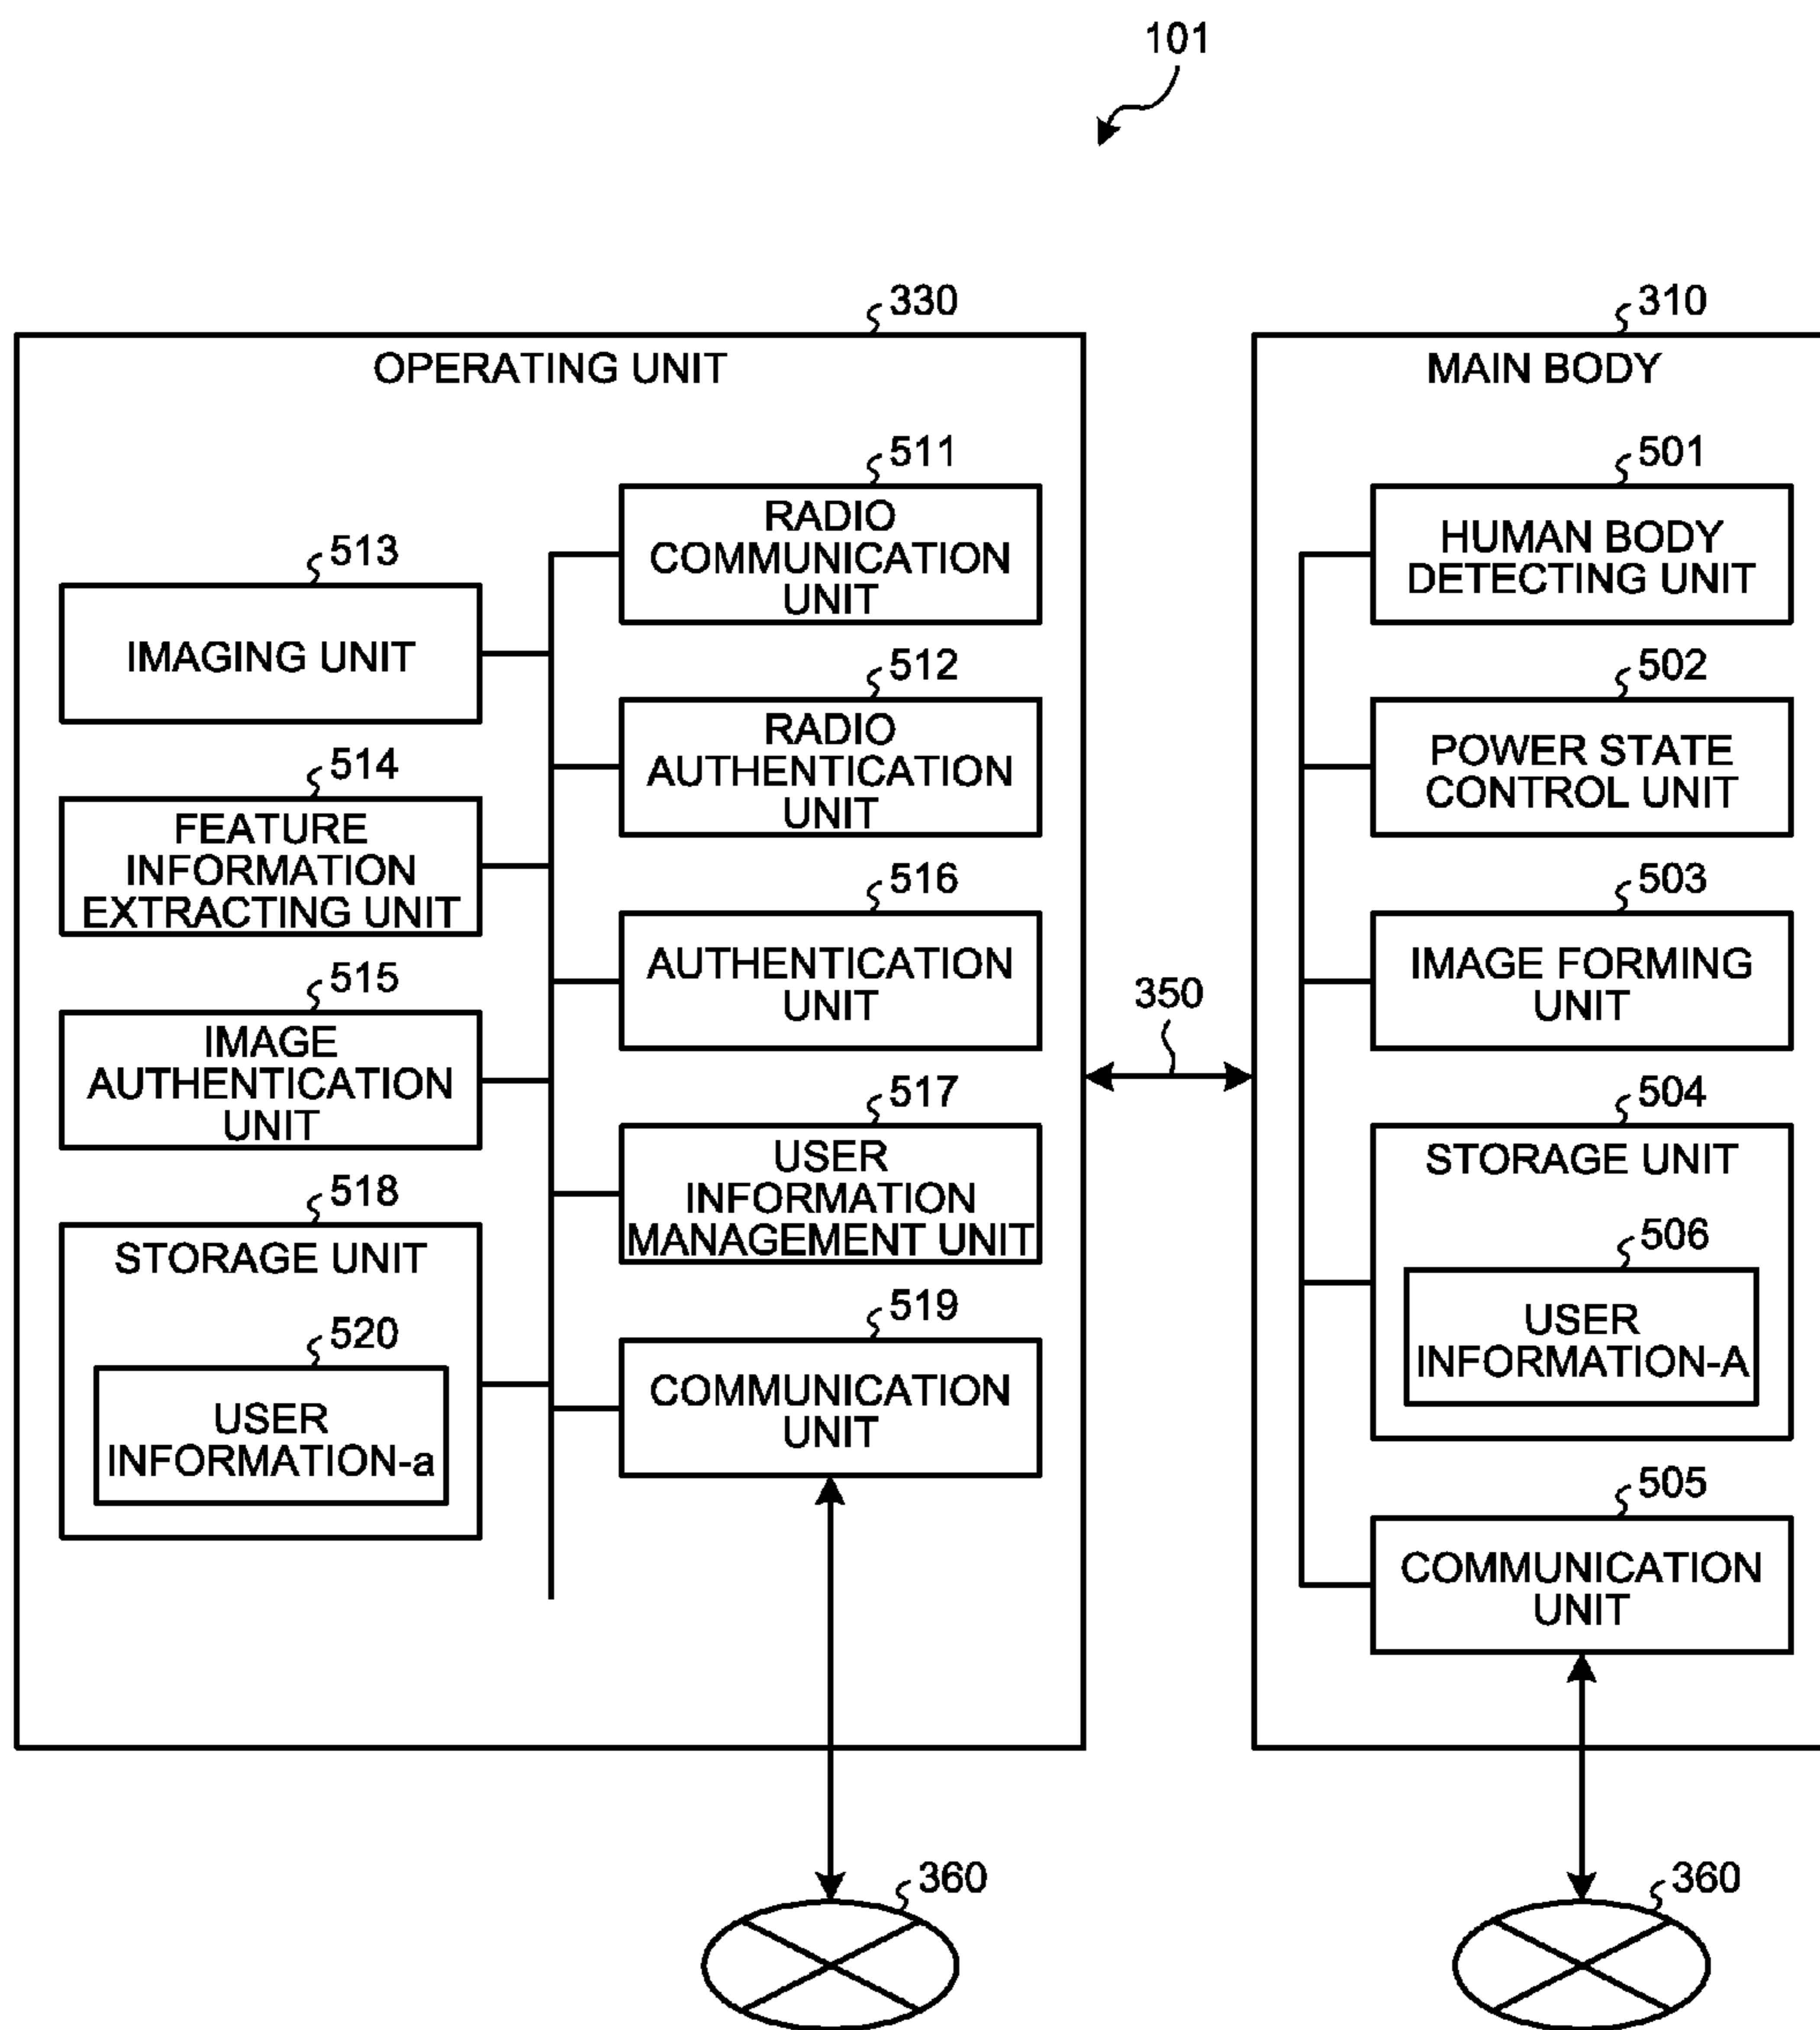 101
330
OPERATING UNIT
511
RADIO
COMMUNICATION
UNIT
513
IMAGING UNIT
512
RADIO
AUTHENTICATION
UNIT
514
FEATURE
INFORMATION
EXTRACTING UNIT
516
AUTHENTICATION
UNIT
515
IMAGE
AUTHENTICATION
UNIT
517
USER
INFORMATION
MANAGEMENT UNIT
518
STORAGE UNIT
520
USER
INFORMATION-a
519
COMMUNICATION
UNIT
360
350
310
MAIN BODY
501
HUMAN BODY
DETECTING UNIT
502
POWER STATE
CONTROL UNIT
503
IMAGE FORMING
UNIT
504
STORAGE UNIT
506
USER
INFORMATION-A
505
COMMUNICATION
UNIT
360